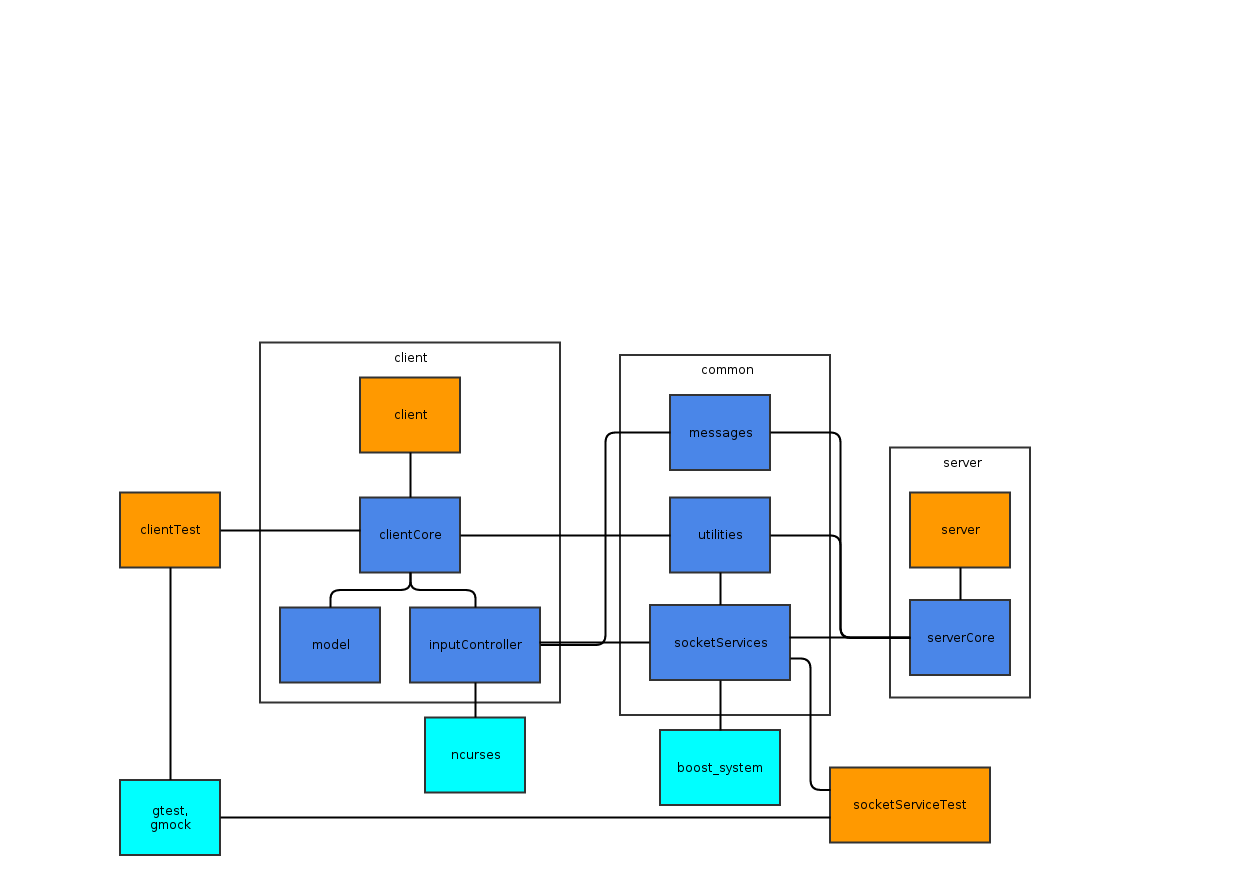 client
common
client
messages
server
clientTest
clientCore
utilities
server
model
inputController
socketServices
serverCore
ncurses
boost_system
gtest,
gmock
socketServiceTest